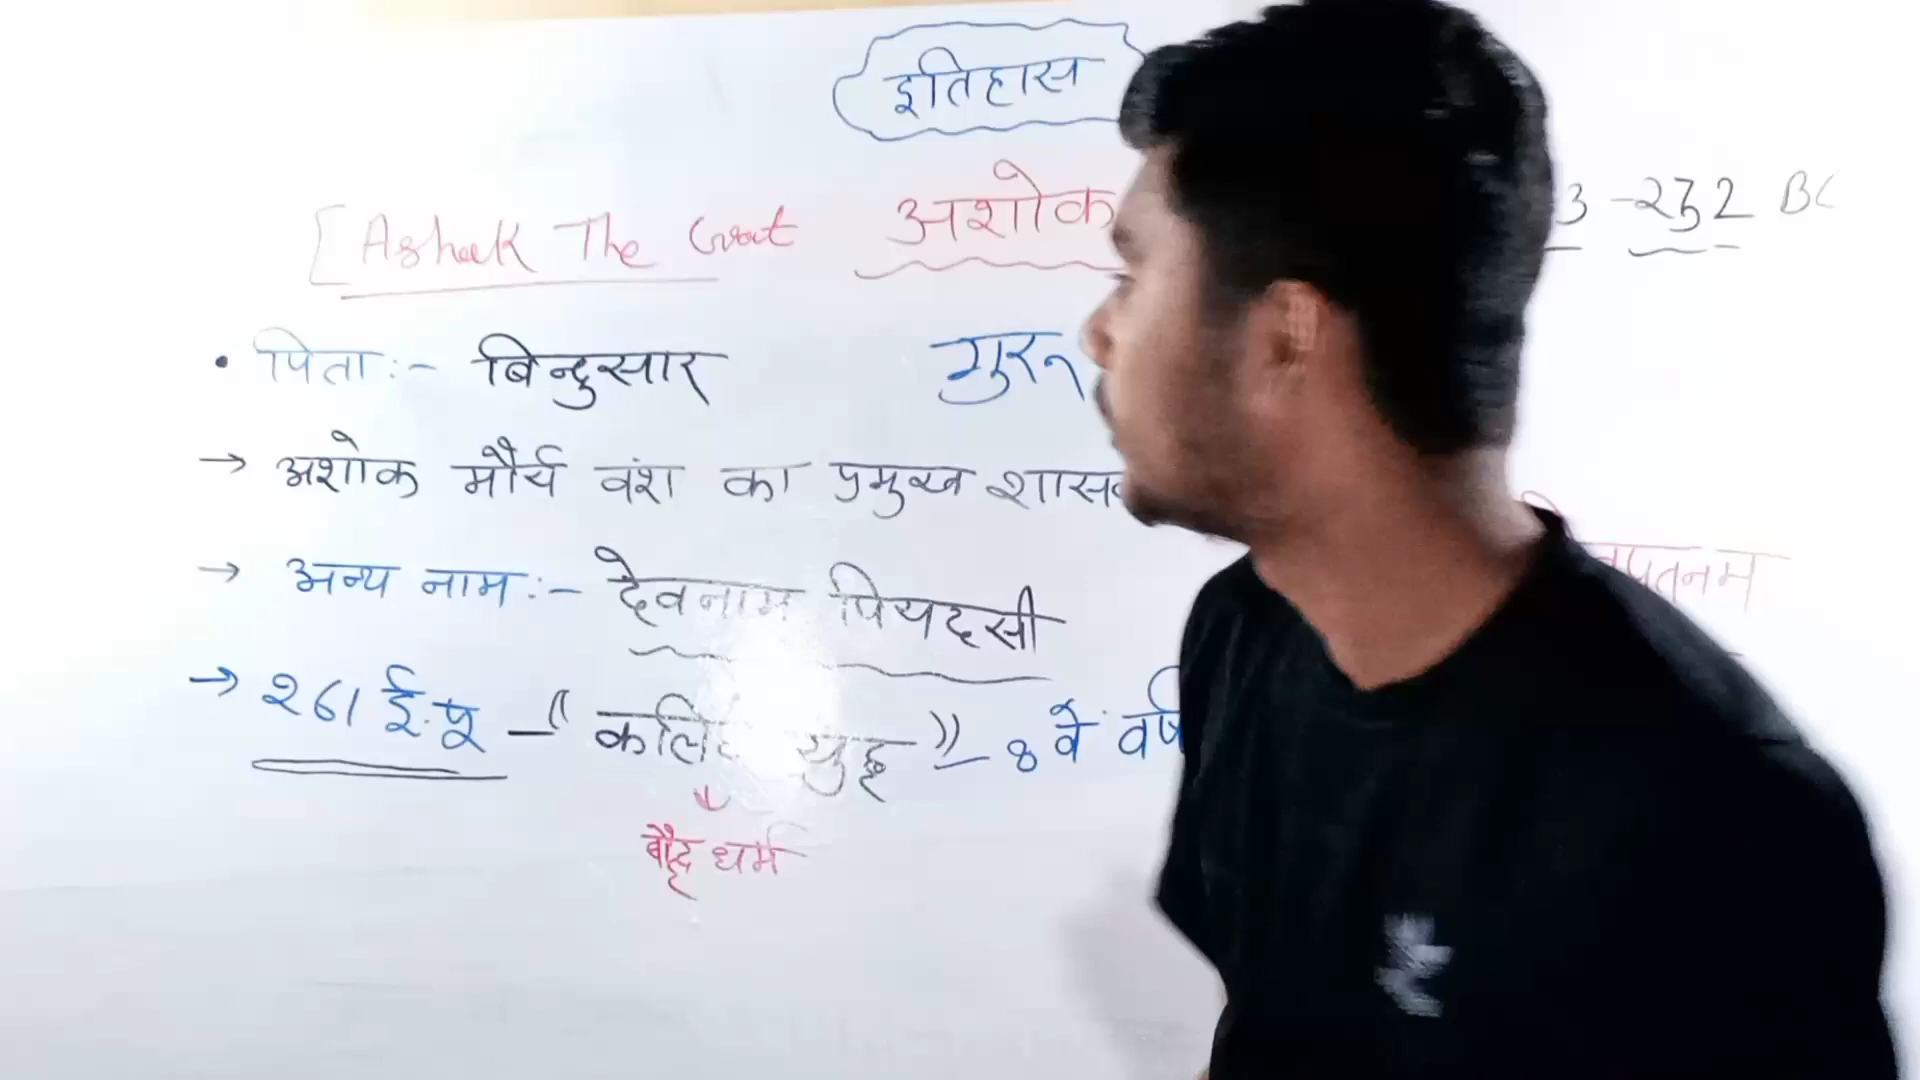 इतिहास
[Ashok The Great अशोक 3 - 232 BC
• पिता :- बिन्दुसार गुरू
→ अशोक मौर्य वंश का प्रमुख शासक
→ अन्य नाम :- देवनाम पियदसी
→ 261 ई.पू - " कलिंग युद्ध " - 8 वे वर्ष
बौद्ध धर्म